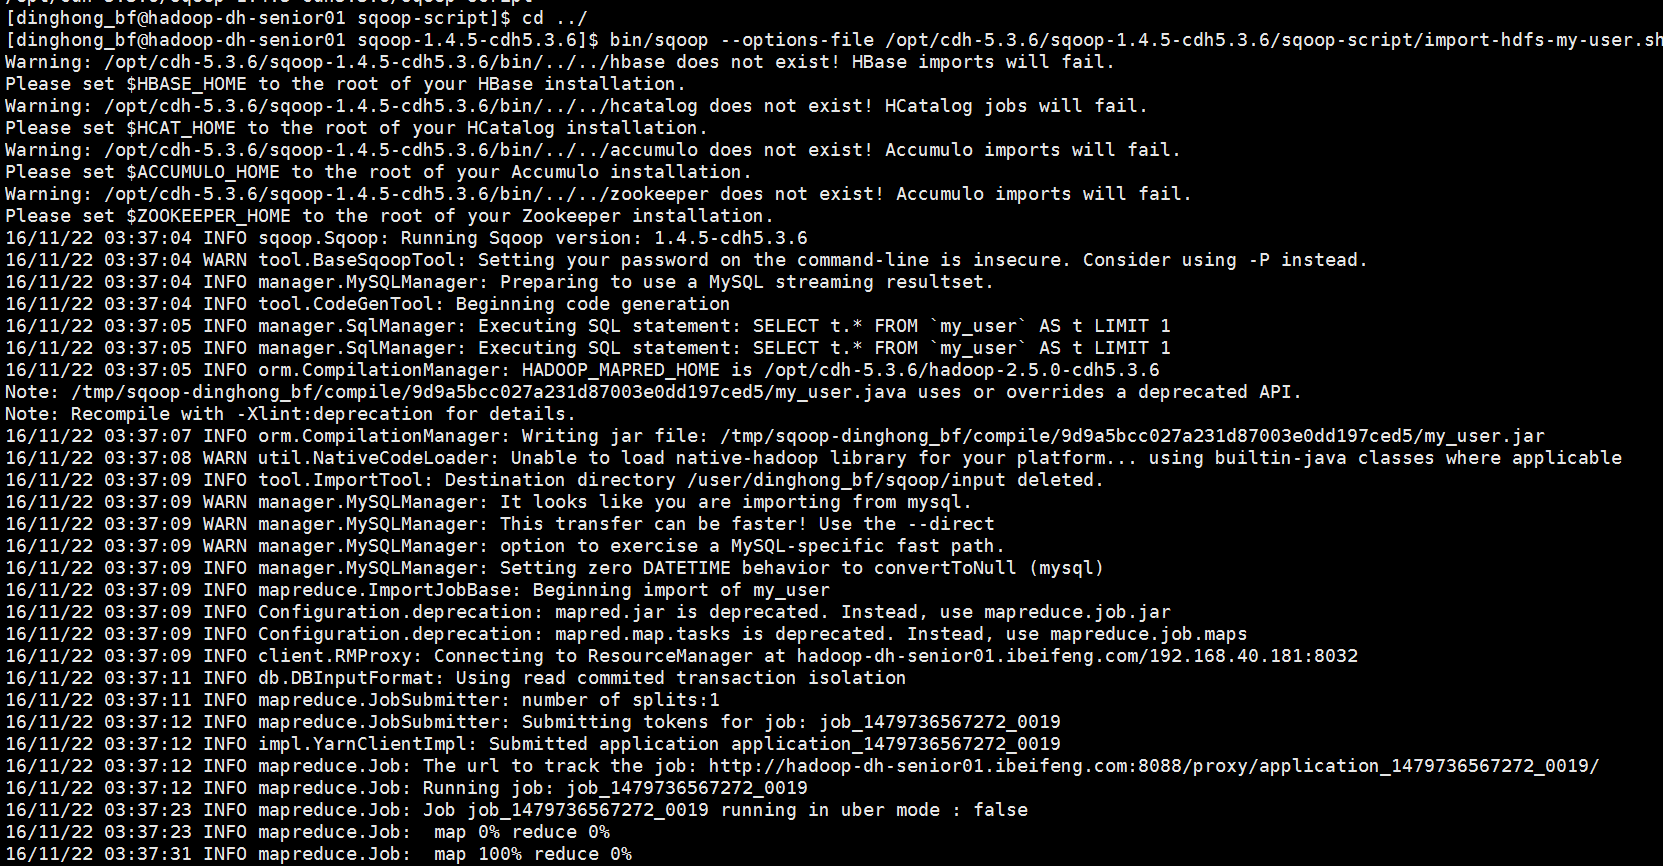 /opt/cdh-5.3.6/sqoop-1.4.5-cdh5.3.6/sqoop-script
[dinghong_bf@hadoop-dh-senior01 sqoop-script]$ cd ../
[dinghong_bf@hadoop-dh-senior01 sqoop-1.4.5-cdh5.3.6]$ bin/sqoop --options-file /opt/cdh-5.3.6/sqoop-1.4.5-cdh5.3.6/sqoop-script/import-hdfs-my-user.sh
Warning: /opt/cdh-5.3.6/sqoop-1.4.5-cdh5.3.6/bin/../../hbase does not exist! HBase imports will fail.
Please set $HBASE_HOME to the root of your HBase installation.
Warning: /opt/cdh-5.3.6/sqoop-1.4.5-cdh5.3.6/bin/../../hcatalog does not exist! HCatalog jobs will fail.
Please set $HCAT_HOME to the root of your HCatalog installation.
Warning: /opt/cdh-5.3.6/sqoop-1.4.5-cdh5.3.6/bin/../../accumulo does not exist! Accumulo imports will fail.
Please set $ACCUMULO_HOME to the root of your Accumulo installation.
Warning: /opt/cdh-5.3.6/sqoop-1.4.5-cdh5.3.6/bin/../../zookeeper does not exist! Accumulo imports will fail.
Please set $ZOOKEEPER_HOME to the root of your Zookeeper installation.
16/11/22 03:37:04 INFO sqoop.Sqoop: Running Sqoop version: 1.4.5-cdh5.3.6
16/11/22 03:37:04 WARN tool.BaseSqoopTool: Setting your password on the command-line is insecure. Consider using -P instead.
16/11/22 03:37:04 INFO manager.MySQLManager: Preparing to use a MySQL streaming resultset.
16/11/22 03:37:04 INFO tool.CodeGenTool: Beginning code generation
16/11/22 03:37:05 INFO manager.SqlManager: Executing SQL statement: SELECT t.* FROM `my_user` AS t LIMIT 1
16/11/22 03:37:05 INFO manager.SqlManager: Executing SQL statement: SELECT t.* FROM `my_user` AS t LIMIT 1
16/11/22 03:37:05 INFO orm.CompilationManager: HADOOP_MAPRED_HOME is /opt/cdh-5.3.6/hadoop-2.5.0-cdh5.3.6
Note: /tmp/sqoop-dinghong_bf/compile/9d9a5bcc027a231d87003e0dd197ced5/my_user.java uses or overrides a deprecated API.
Note: Recompile with -Xlint:deprecation for details.
16/11/22 03:37:07 INFO orm.CompilationManager: Writing jar file: /tmp/sqoop-dinghong_bf/compile/9d9a5bcc027a231d87003e0dd197ced5/my_user.jar
16/11/22 03:37:08 WARN util.NativeCodeLoader: Unable to load native-hadoop library for your platform... using builtin-java classes where applicable
16/11/22 03:37:09 INFO tool.ImportTool: Destination directory /user/dinghong_bf/sqoop/input deleted.
16/11/22 03:37:09 WARN manager.MySQLManager: It looks like you are importing from mysql.
16/11/22 03:37:09 WARN manager.MySQLManager: This transfer can be faster! Use the --direct
16/11/22 03:37:09 WARN manager.MySQLManager: option to exercise a MySQL-specific fast path.
16/11/22 03:37:09 INFO manager.MySQLManager: Setting zero DATETIME behavior to convertToNull (mysql)
16/11/22 03:37:09 INFO mapreduce.ImportJobBase: Beginning import of my_user
16/11/22 03:37:09 INFO Configuration.deprecation: mapred.jar is deprecated. Instead, use mapreduce.job.jar
16/11/22 03:37:09 INFO Configuration.deprecation: mapred.map.tasks is deprecated. Instead, use mapreduce.job.maps
16/11/22 03:37:09 INFO client.RMProxy: Connecting to ResourceManager at hadoop-dh-senior01.ibeifeng.com/192.168.40.181:8032
16/11/22 03:37:11 INFO db.DBInputFormat: Using read commited transaction isolation
16/11/22 03:37:11 INFO mapreduce.JobSubmitter: number of splits:1
16/11/22 03:37:12 INFO mapreduce.JobSubmitter: Submitting tokens for job: job_1479736567272_0019
16/11/22 03:37:12 INFO impl.YarnClientImpl: Submitted application application_1479736567272_0019
16/11/22 03:37:12 INFO mapreduce.Job: The url to track the job: http://hadoop-dh-senior01.ibeifeng.com:8088/proxy/application_1479736567272_0019/
16/11/22 03:37:12 INFO mapreduce.Job: Running job: job_1479736567272_0019
16/11/22 03:37:23 INFO mapreduce.Job: Job job_1479736567272_0019 running in uber mode : false
16/11/22 03:37:23 INFO mapreduce.Job:  map 0% reduce 0%
16/11/22 03:37:31 INFO mapreduce.Job:  map 100% reduce 0%